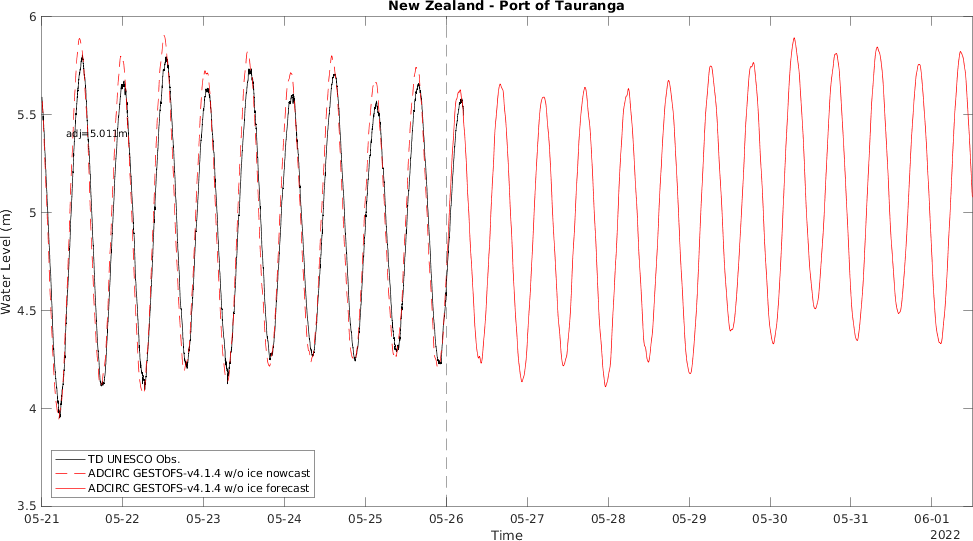 New Zealand - Port of Tauranga
Water Level (m)
6
5.5
5
4.5
4
3.5
adj=5.011m
TD UNESCO Obs.
ADCIRC GESTOFS-v4.1.4 w/o ice nowcast
ADCIRC GESTOFS-v4.1.4 w/o ice forecast
05-21 05-22 05-23 05-24 05-25 05-26 05-27 05-28 05-29 05-30 05-31 06-01
2022
Time